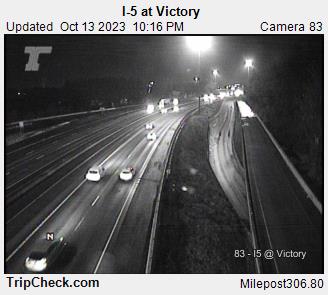 I-5 at Victory
Updated  Oct 13 2023  10:16 PM
Camera 83
T
N
83 - I5 @ Victory
TripCheck.com
Milepost306.80